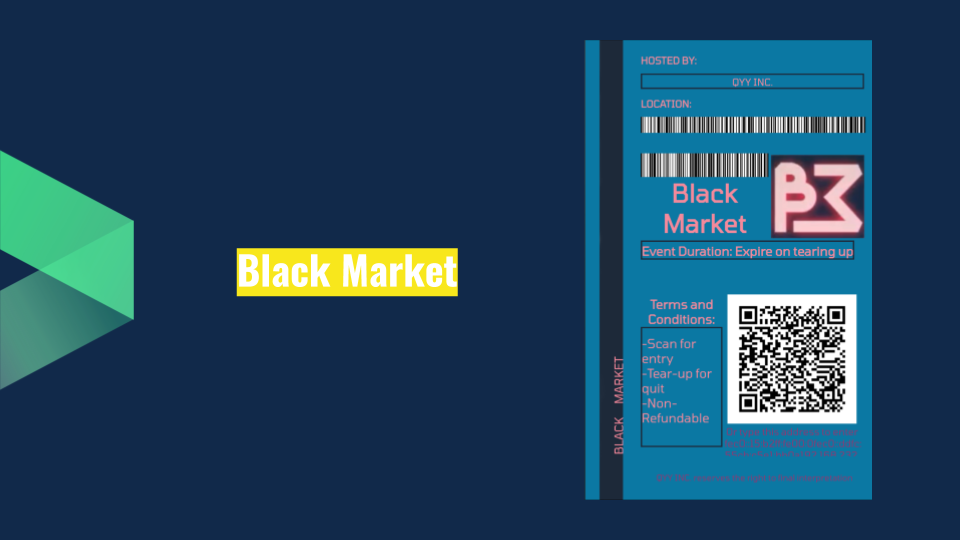 Black Market
HOSTED BY:
QYY INC.
LOCATION:
Black
Market
BM
Event Duration: Expire on tearing up
Terms and
Conditions:
-Scan for
entry
-Tear-up for
quit
-Non-
Refundable
BLACK MARKET